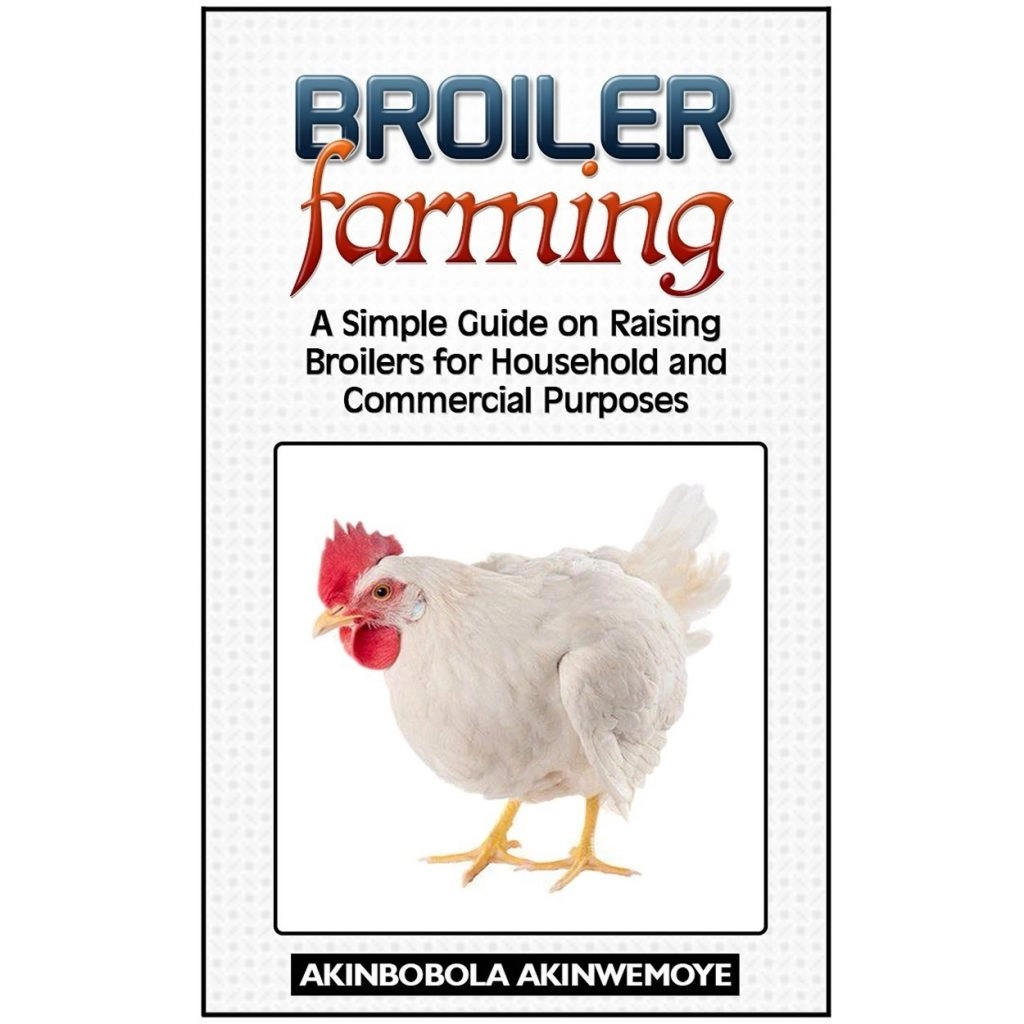 BROILER
farming
A Simple Guide on Raising
Broilers for Household and
Commercial Purposes
AKINBOBOLA AKINWEMOYE